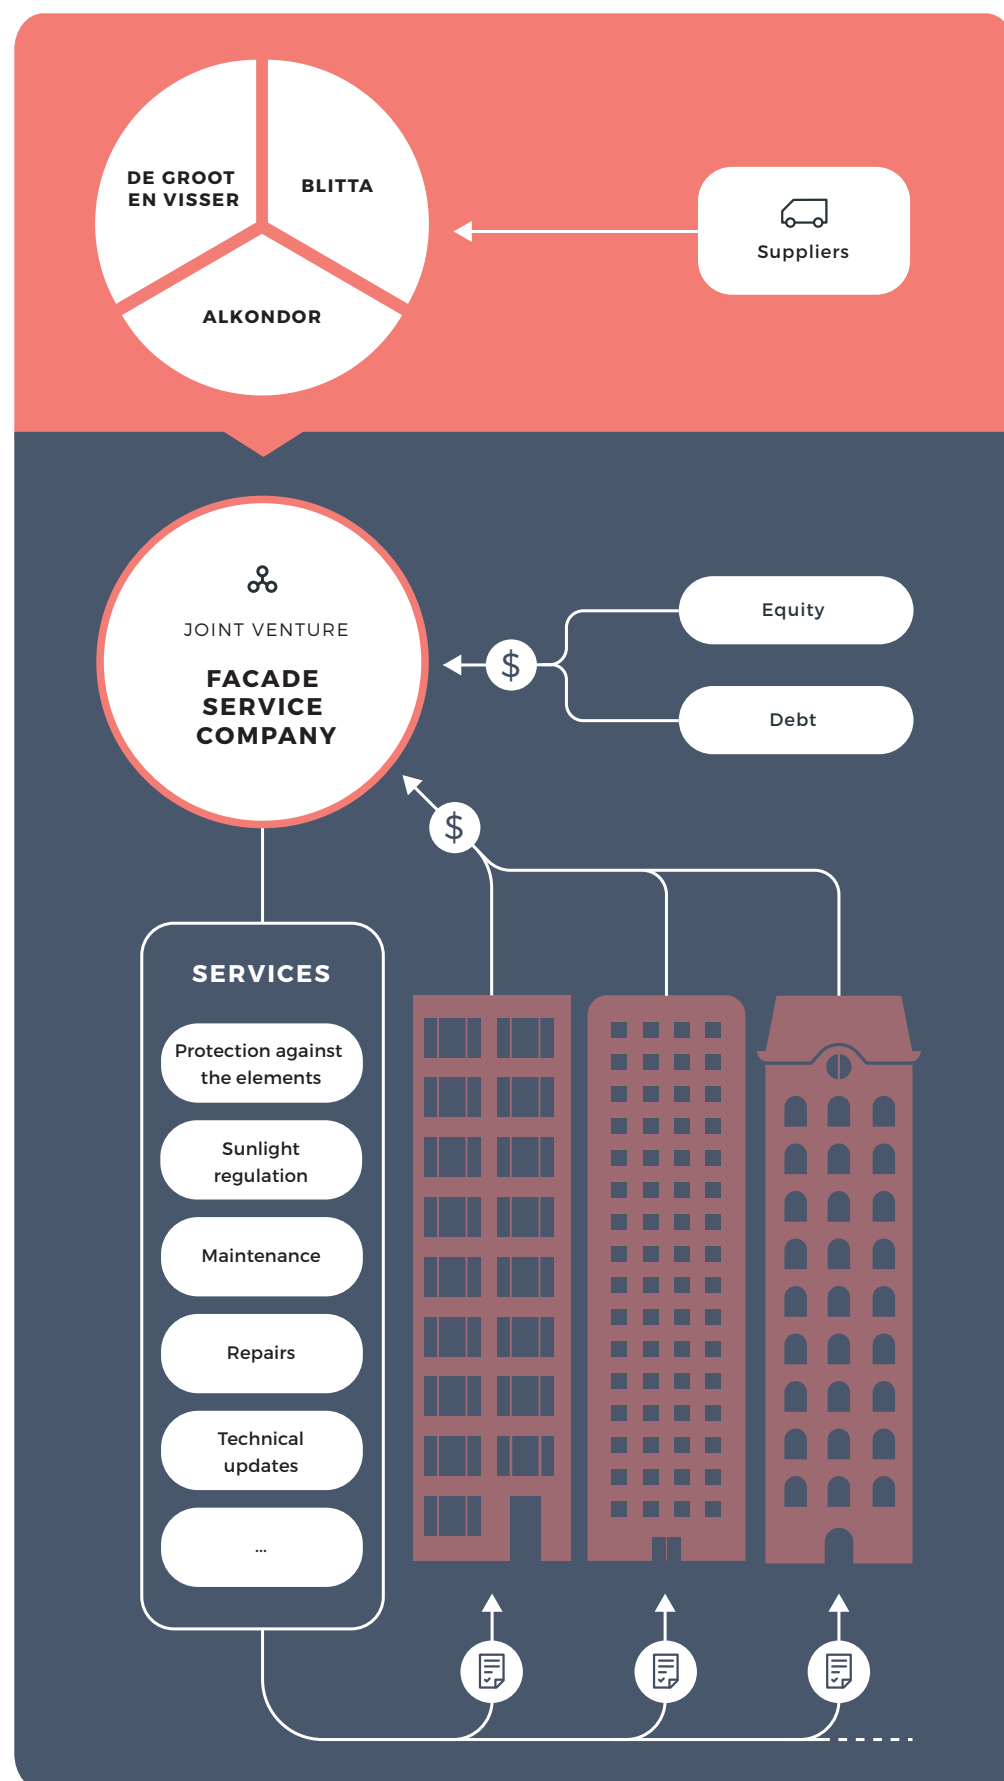 DE GROOT
EN VISSER
BLITTA
ALKONDOR
Suppliers
JOINT VENTURE
FACADE
SERVICE
COMPANY
$
Equity
Debt
$
SERVICES
Protection against
the elements
Sunlight
regulation
Maintenance
Repairs
Technical
updates
...